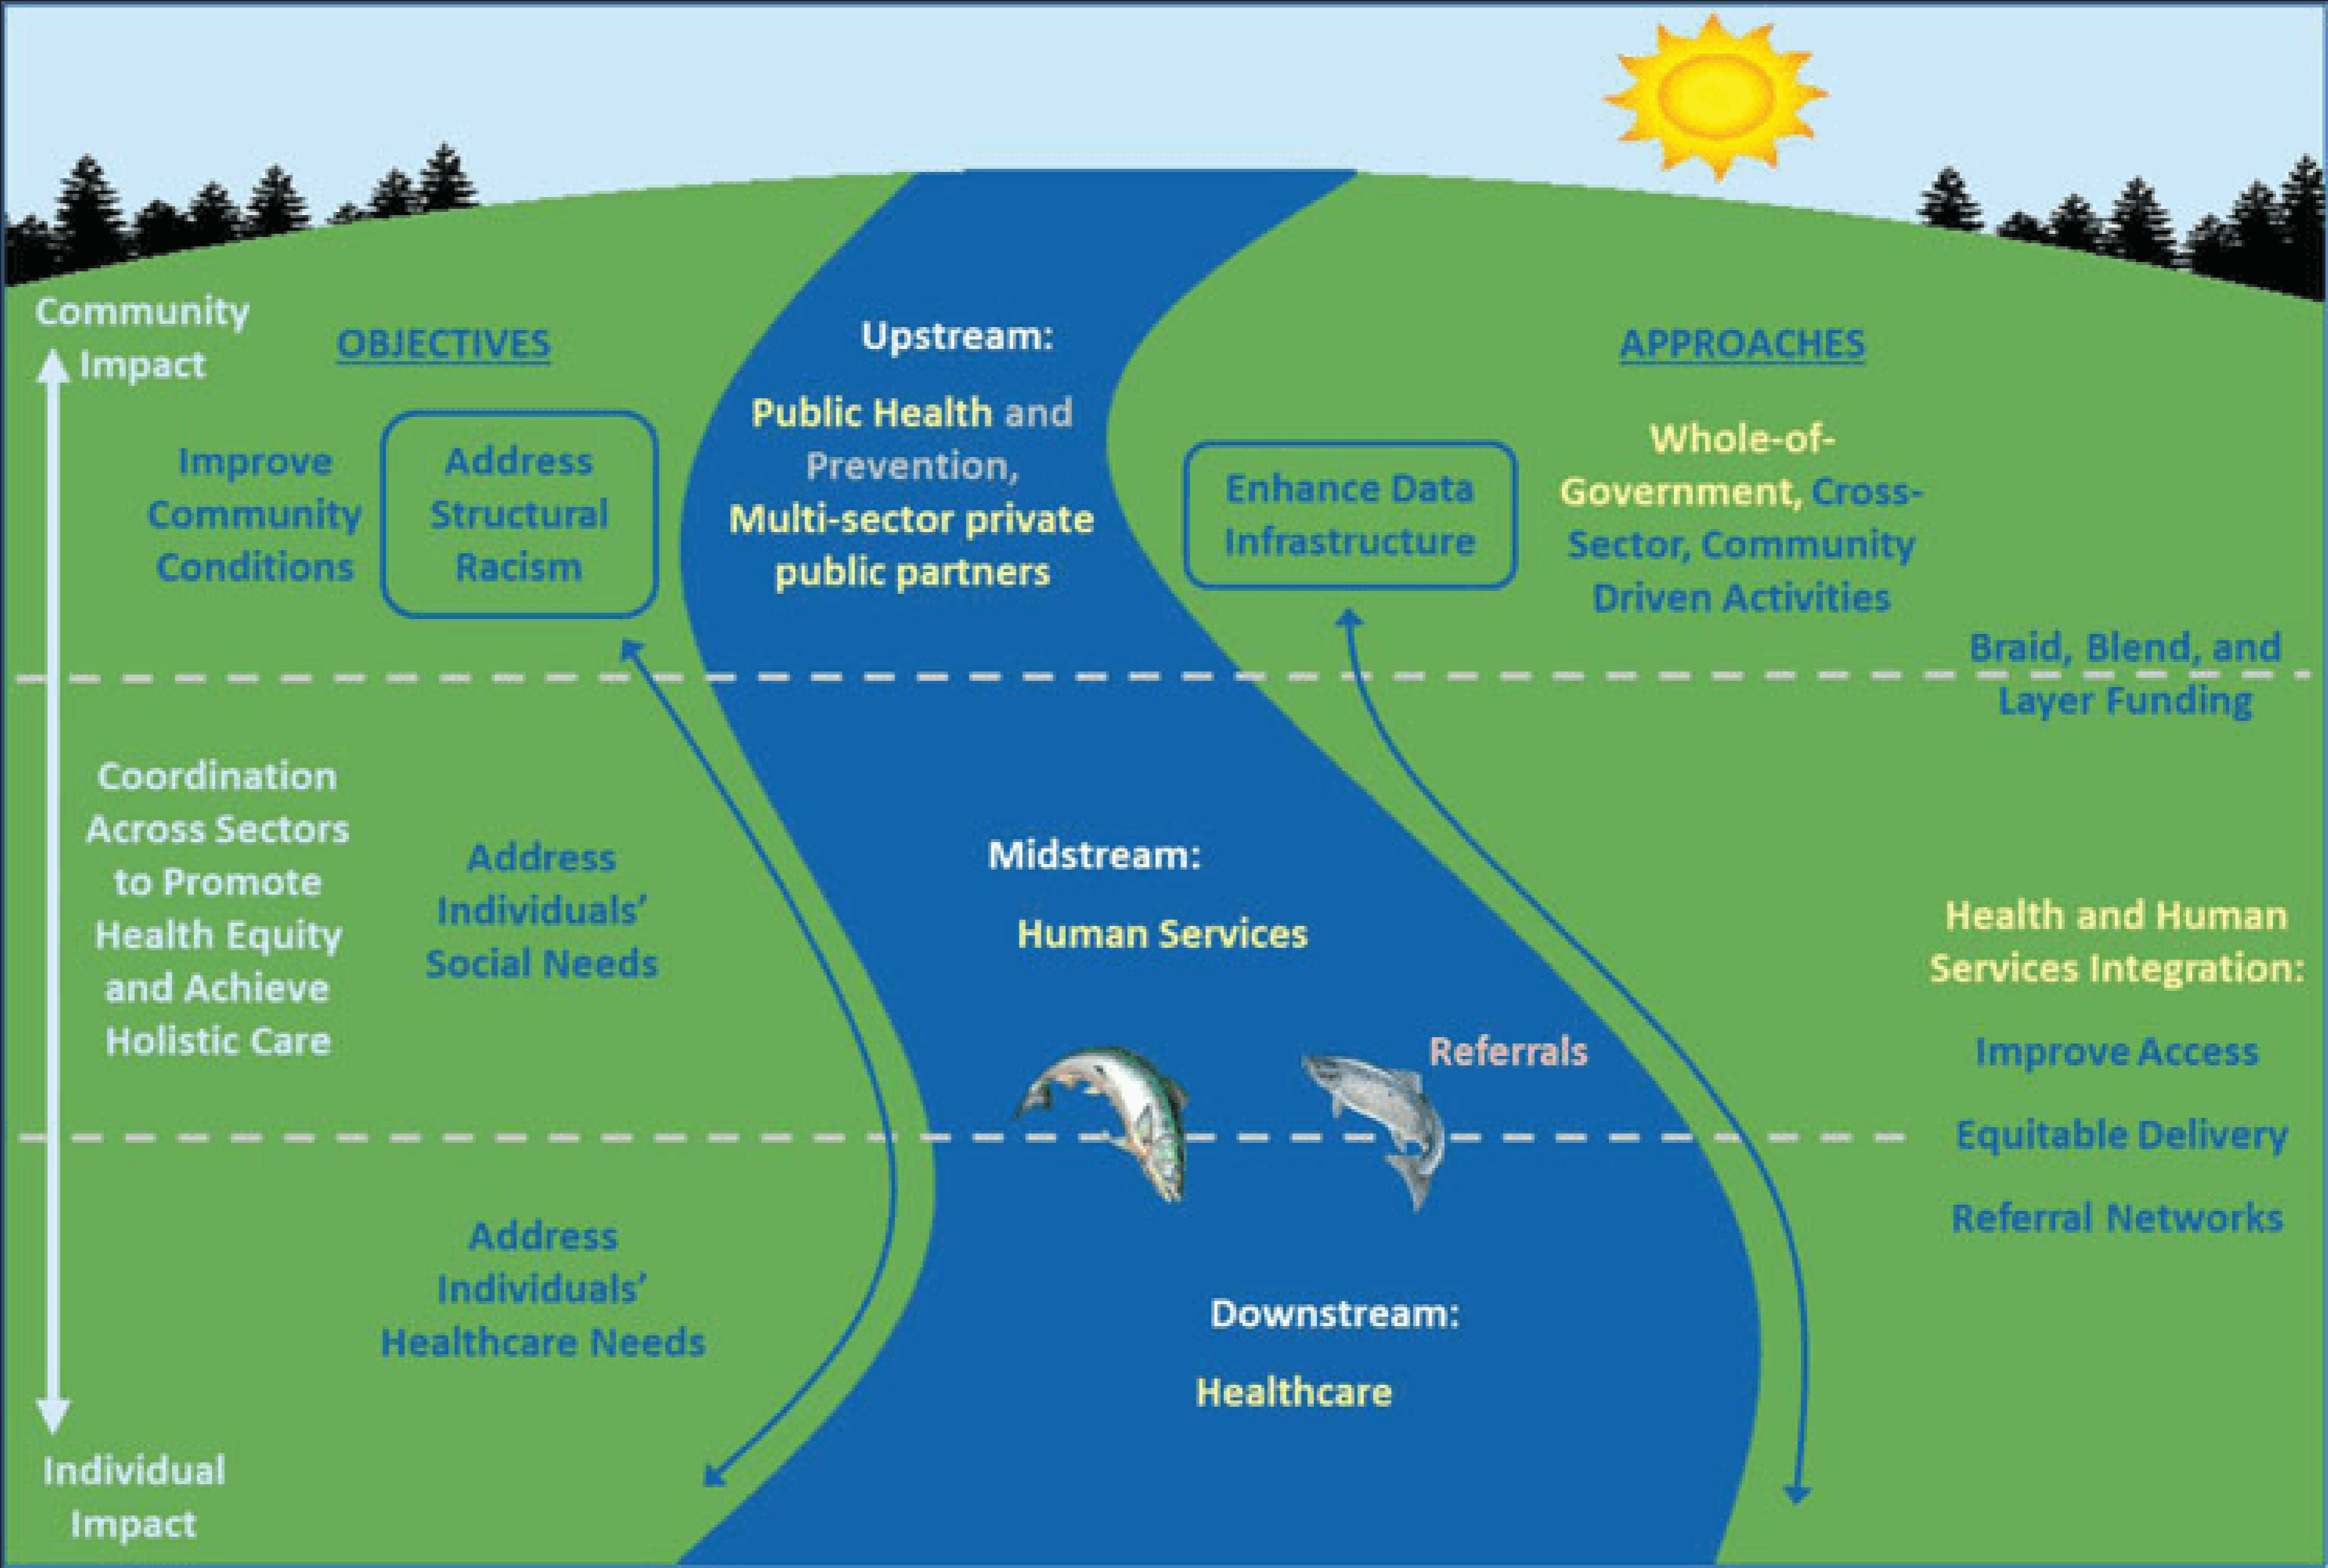 Community
Impact
OBJECTIVES
Improve
Community
Conditions
Address
Structural
Racism
Upstream:
Public Health and
Prevention,
Multi-sector private
public partners
Enhance Data
Infrastructure
APPROACHES
Whole-of-
Government, Cross-
Sector, Community
Driven Activities
Braid, Blend, and
Layer Funding
Coordination
Across Sectors
to Promote
Health Equity
and Achieve
Holistic Care
Address
Individuals’
Social Needs
Midstream:
Human Services
Referrals
Health and Human
Services Integration:
Improve Access
Equitable Delivery
Referral Networks
Address
Individuals’
Healthcare Needs
Downstream:
Healthcare
Individual
Impact